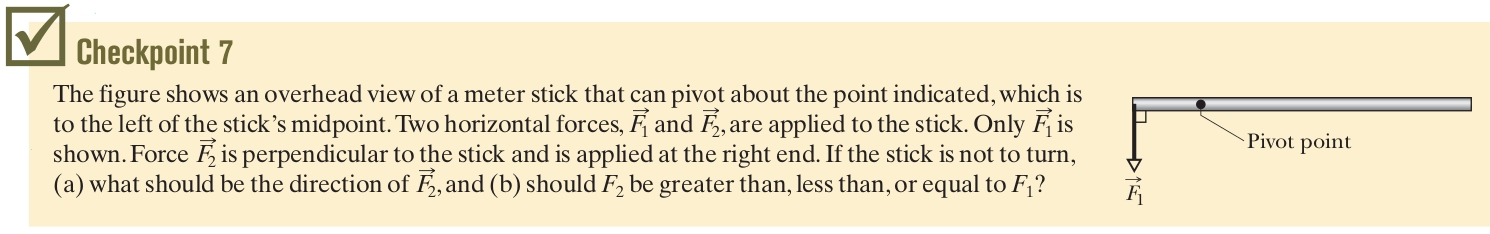 Checkpoint 7
The figure shows an overhead view of a meter stick that can pivot about the point indicated, which is
to the left of the stick's midpoint. Two horizontal forces, F⃗₁ and F⃗₂, are applied to the stick. Only F⃗₁ is
shown. Force F⃗₂ is perpendicular to the stick and is applied at the right end. If the stick is not to turn,
(a) what should be the direction of F⃗₂, and (b) should F₂ be greater than, less than, or equal to F₁?
Pivot point
F⃗₁